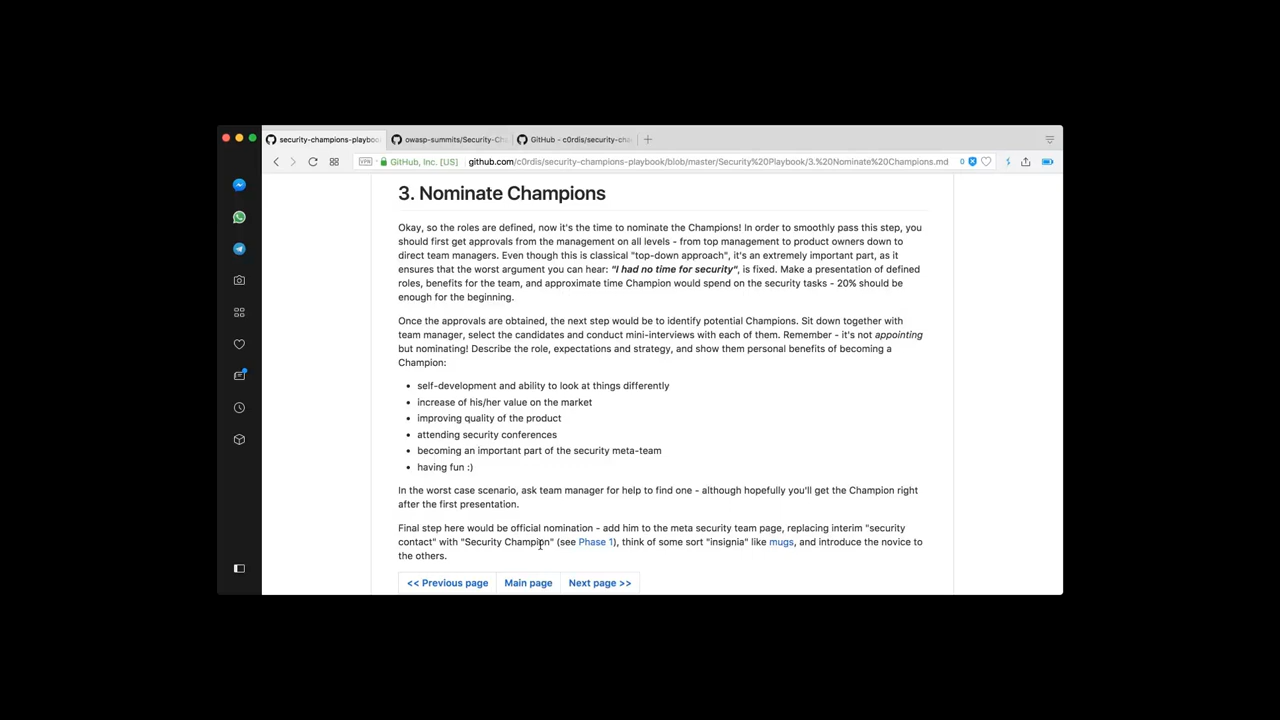 security-champions-playboo
owasp-summits/Security-Ch
GitHub - c0rdis/security-cha
VPN
GitHub, Inc. [US]
github.com/c0rdis/security-champions-playbook/blob/master/Security%20Playbook/3.%20Nominate%20Champions.md
0
3. Nominate Champions
Okay, so the roles are defined, now it's the time to nominate the Champions! In order to smoothly pass this step, you
should first get approvals from the management on all levels - from top management to product owners down to
direct team managers. Even though this is classical "top-down approach", it's an extremely important part, as it
ensures that the worst argument you can hear: "I had no time for security", is fixed. Make a presentation of defined
roles, benefits for the team, and approximate time Champion would spend on the security tasks - 20% should be
enough for the beginning.
Once the approvals are obtained, the next step would be to identify potential Champions. Sit down together with
team manager, select the candidates and conduct mini-interviews with each of them. Remember - it's not appointing
but nominating! Describe the role, expectations and strategy, and show them personal benefits of becoming a
Champion:
• self-development and ability to look at things differently
• increase of his/her value on the market
• improving quality of the product
• attending security conferences
• becoming an important part of the security meta-team
• having fun :)
In the worst case scenario, ask team manager for help to find one - although hopefully you'll get the Champion right
after the first presentation.
Final step here would be official nomination - add him to the meta security team page, replacing interim "security
contact" with "Security Champion" (see Phase 1), think of some sort "insignia" like mugs, and introduce the novice to
the others.
<< Previous page
Main page
Next page >>